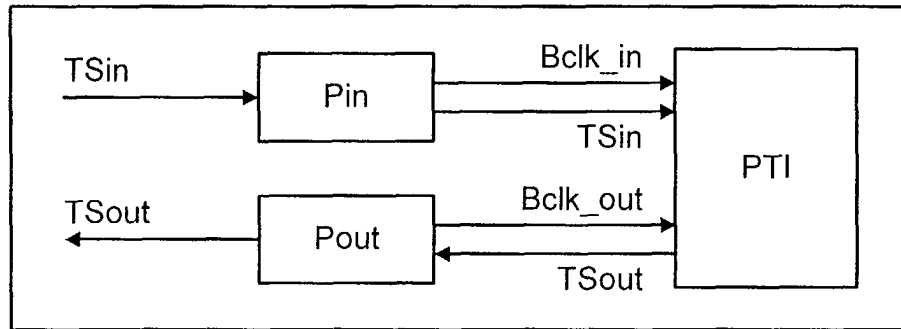 TSin
Pin
Bclk_in
TSin
PTI
TSout
Pout
Bclk_out
TSout